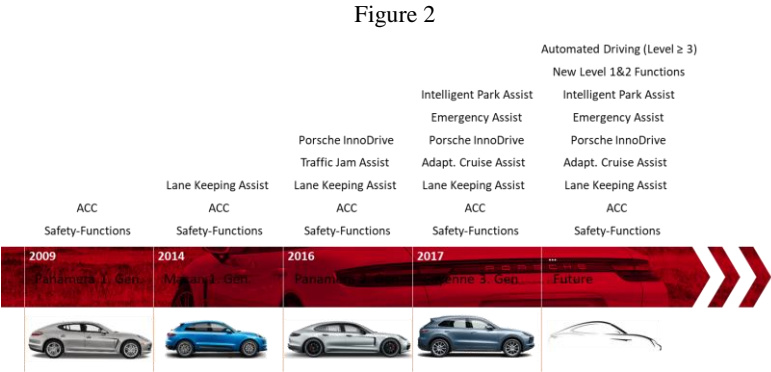 Figure 2
Automated Driving (Level ≥ 3)
New Level 1&2 Functions
Intelligent Park Assist Intelligent Park Assist
Emergency Assist Emergency Assist
Porsche InnoDrive Porsche InnoDrive Porsche InnoDrive
Traffic Jam Assist Adapt. Cruise Assist Adapt. Cruise Assist
Lane Keeping Assist Lane Keeping Assist Lane Keeping Assist Lane Keeping Assist
ACC ACC ACC ACC ACC
Safety-Functions Safety-Functions Safety-Functions Safety-Functions Safety-Functions
2009 2014 2016 2017 ...
Panamera 1. Gen. Macan 1. Gen. Panamera Gen. 3. Gen. Future